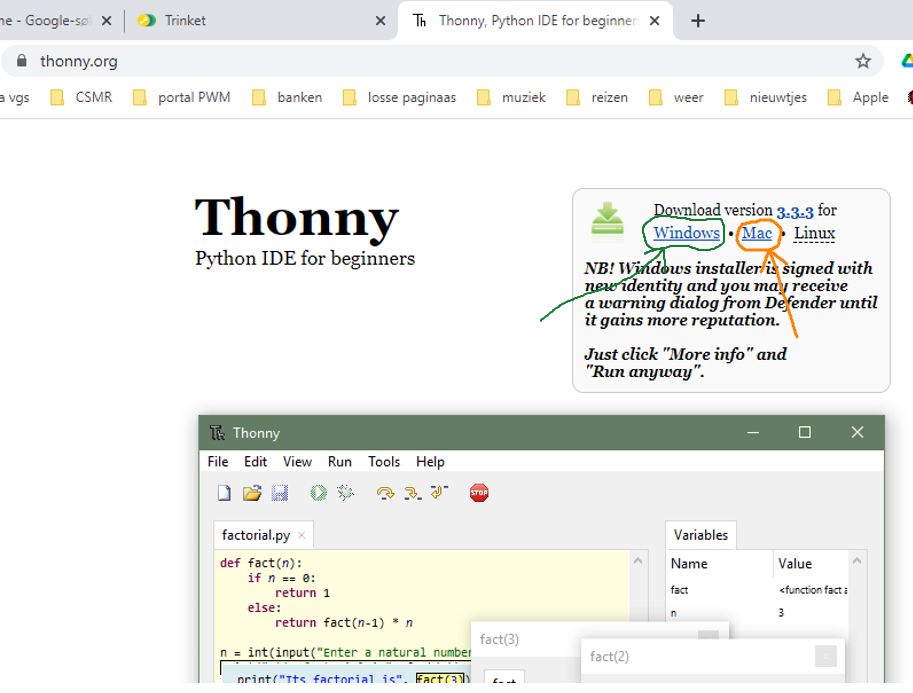 ne - Google-sø
Trinket
Thonny, Python IDE for beginner
thonny.org
a vgs
CSMR
portal PWM
banken
losse paginaas
muziek
reizen
weer
nieuwtjes
Apple
Thonny
Python IDE for beginners
Download version 3.3.3 for
Windows • Mac • Linux
NB! Windows installer is signed with
new identity and you may receive
a warning dialog from Defender until
it gains more reputation.
Just click "More info" and
"Run anyway".
Th Thonny
File Edit View Run Tools Help
STOP
factorial.py
def fact(n):
if n == 0:
return 1
else:
return fact(n-1) * n
n = int(input("Enter a natural number
print("Its factorial is", fact(3))
Variables
Name Value
fact <function fact a
n 3
fact(3)
fact
fact(2)